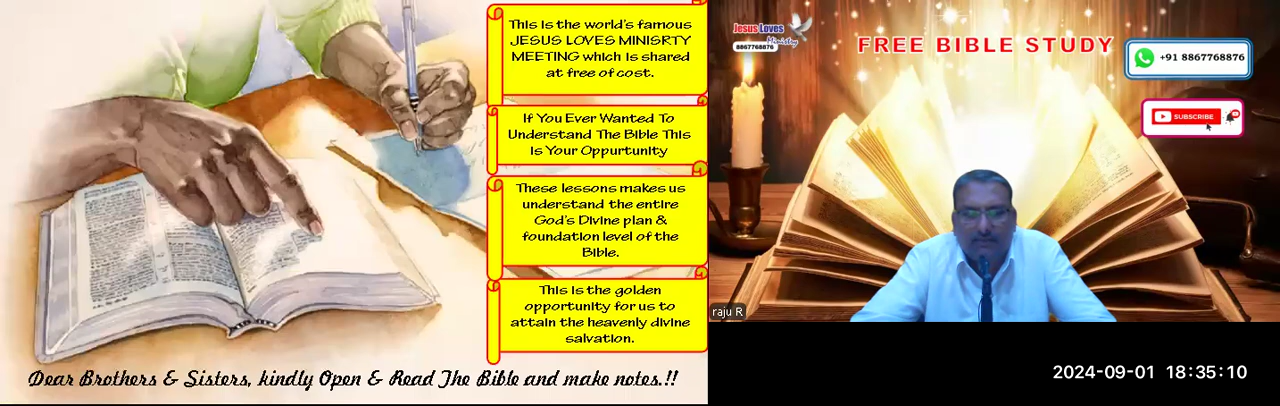 This is the world's famous
JESUS LOVES MINISRTY
MEETING which is shared
at free of cost.
If You Ever Wanted To
Understand The Bible This
is Your Oppurtunity
These lessons makes us
understand the entire
God's Divine plan &
foundation level of the
Bible.
This is the golden
opportunity for us to
attain the heavenly divine
salvation.
Dear Brothers & Sisters, kindly Open & Read The Bible and make notes.!!
Jesus Loves
Ministry
8867768876
FREE BIBLE STUDY
+91 8867768876
SUBSCRIBE
raju R
2024-09-01 18:35:10